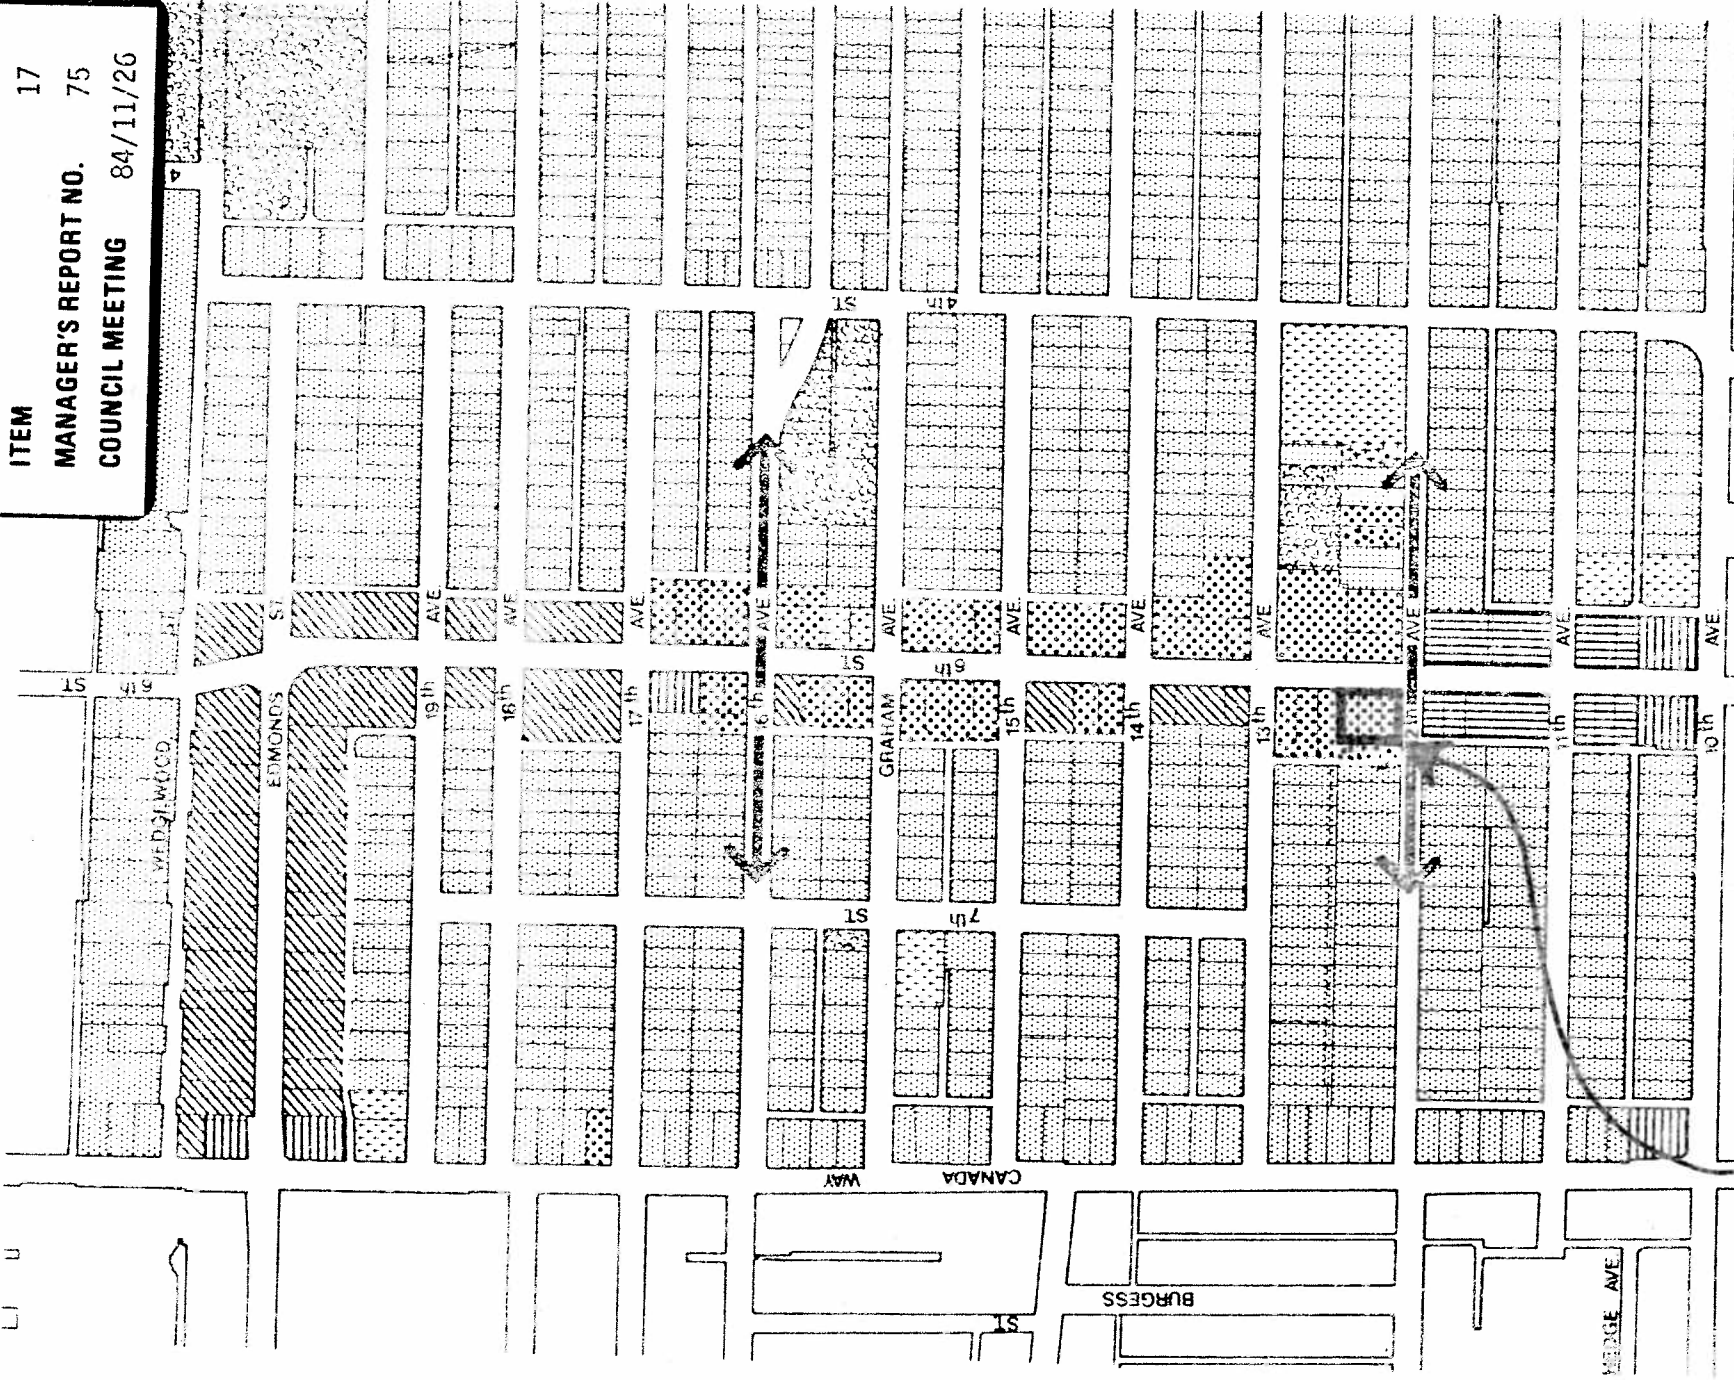 ITEM 17
MANAGER'S REPORT NO. 75
COUNCIL MEETING 84/11/26
4th ST.
6th ST
6th ST
7th ST
CANADA WAY
BURGESS ST
WEDGEWOOD
EDMONDS ST.
19th AVE.
18th AVE.
17th AVE.
16th AVE
GRAHAM AVE.
15th AVE.
14th AVE.
13th AVE.
AVE
11th AVE.
10th AVE.
AVE.